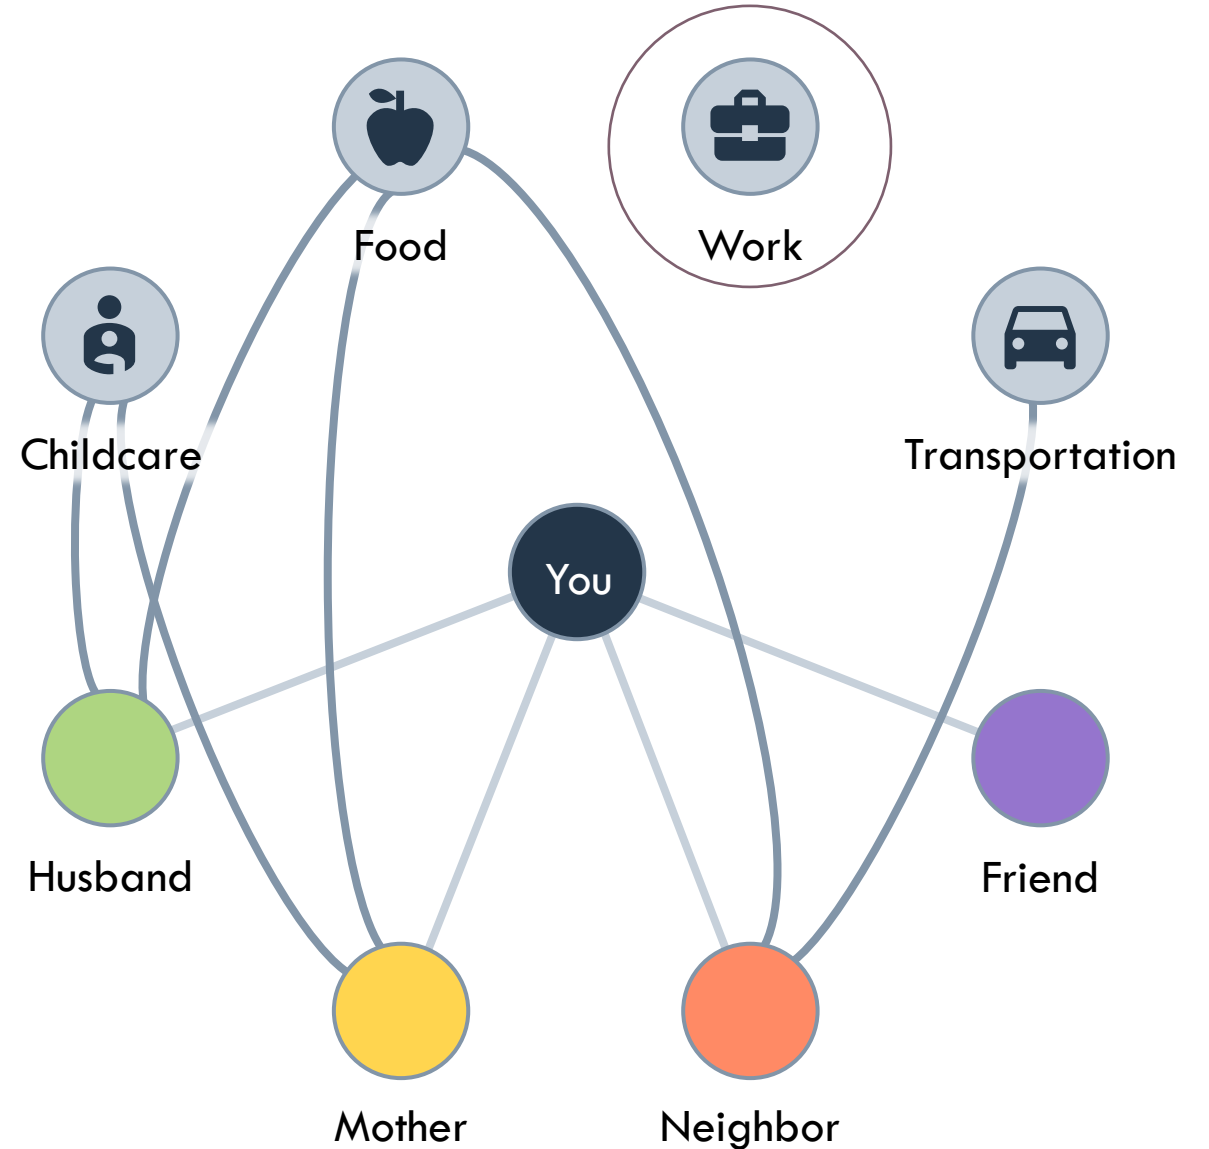 Food
Work
Childcare
Transportation
You
Husband
Friend
Mother
Neighbor